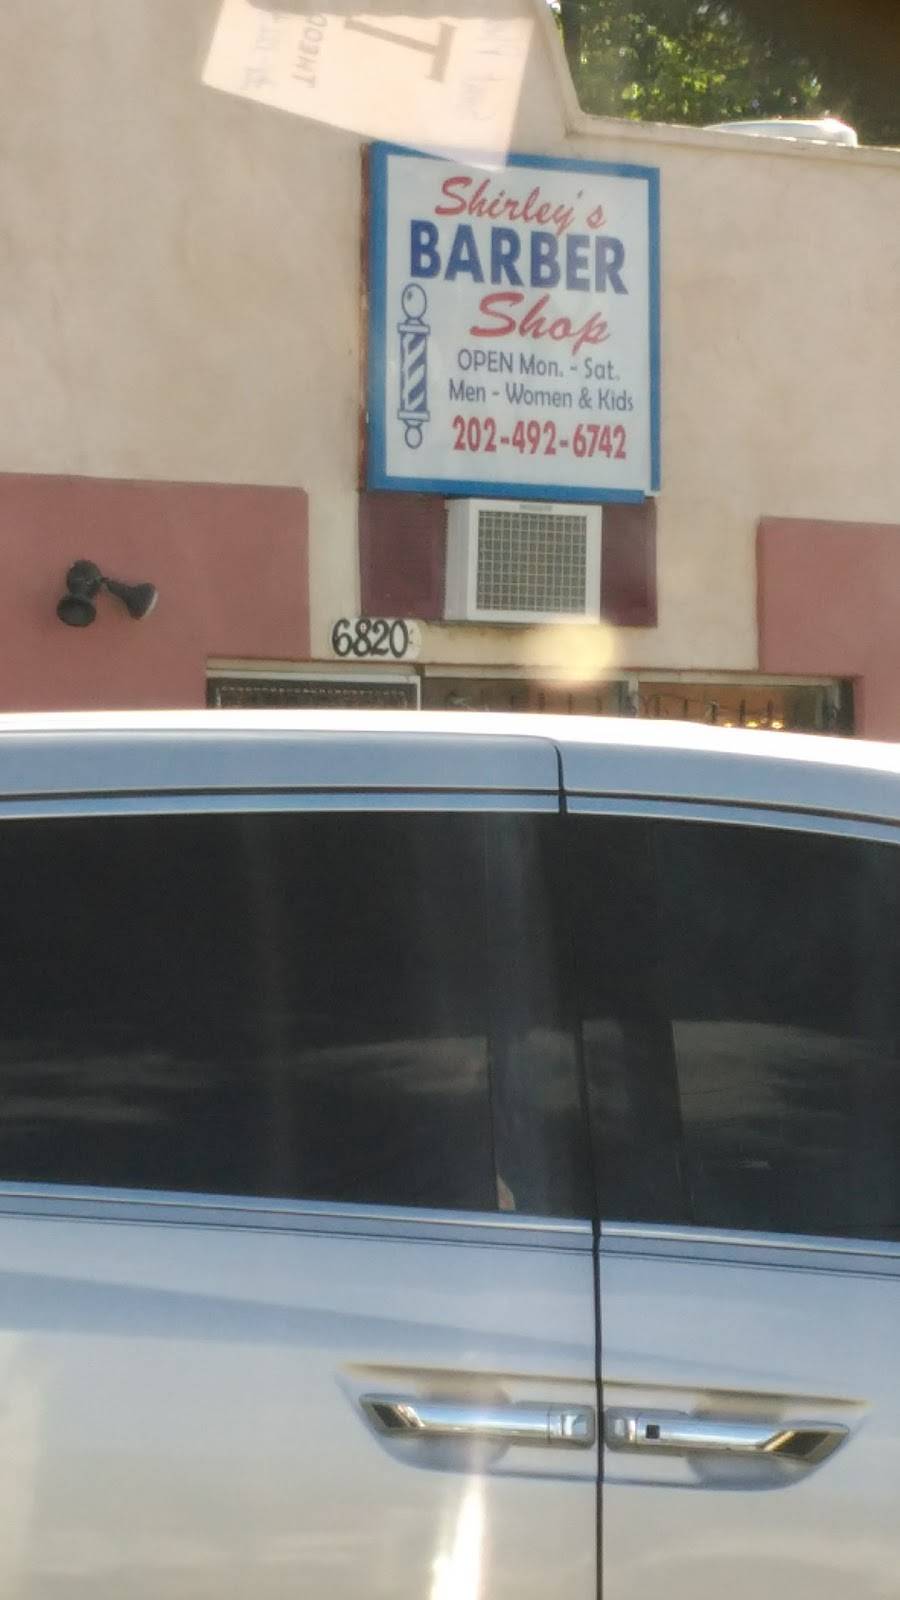 Shirley's
BARBER
Shop
OPEN Mon. - Sat.
Men - Women & Kids
202-492-6742
6820